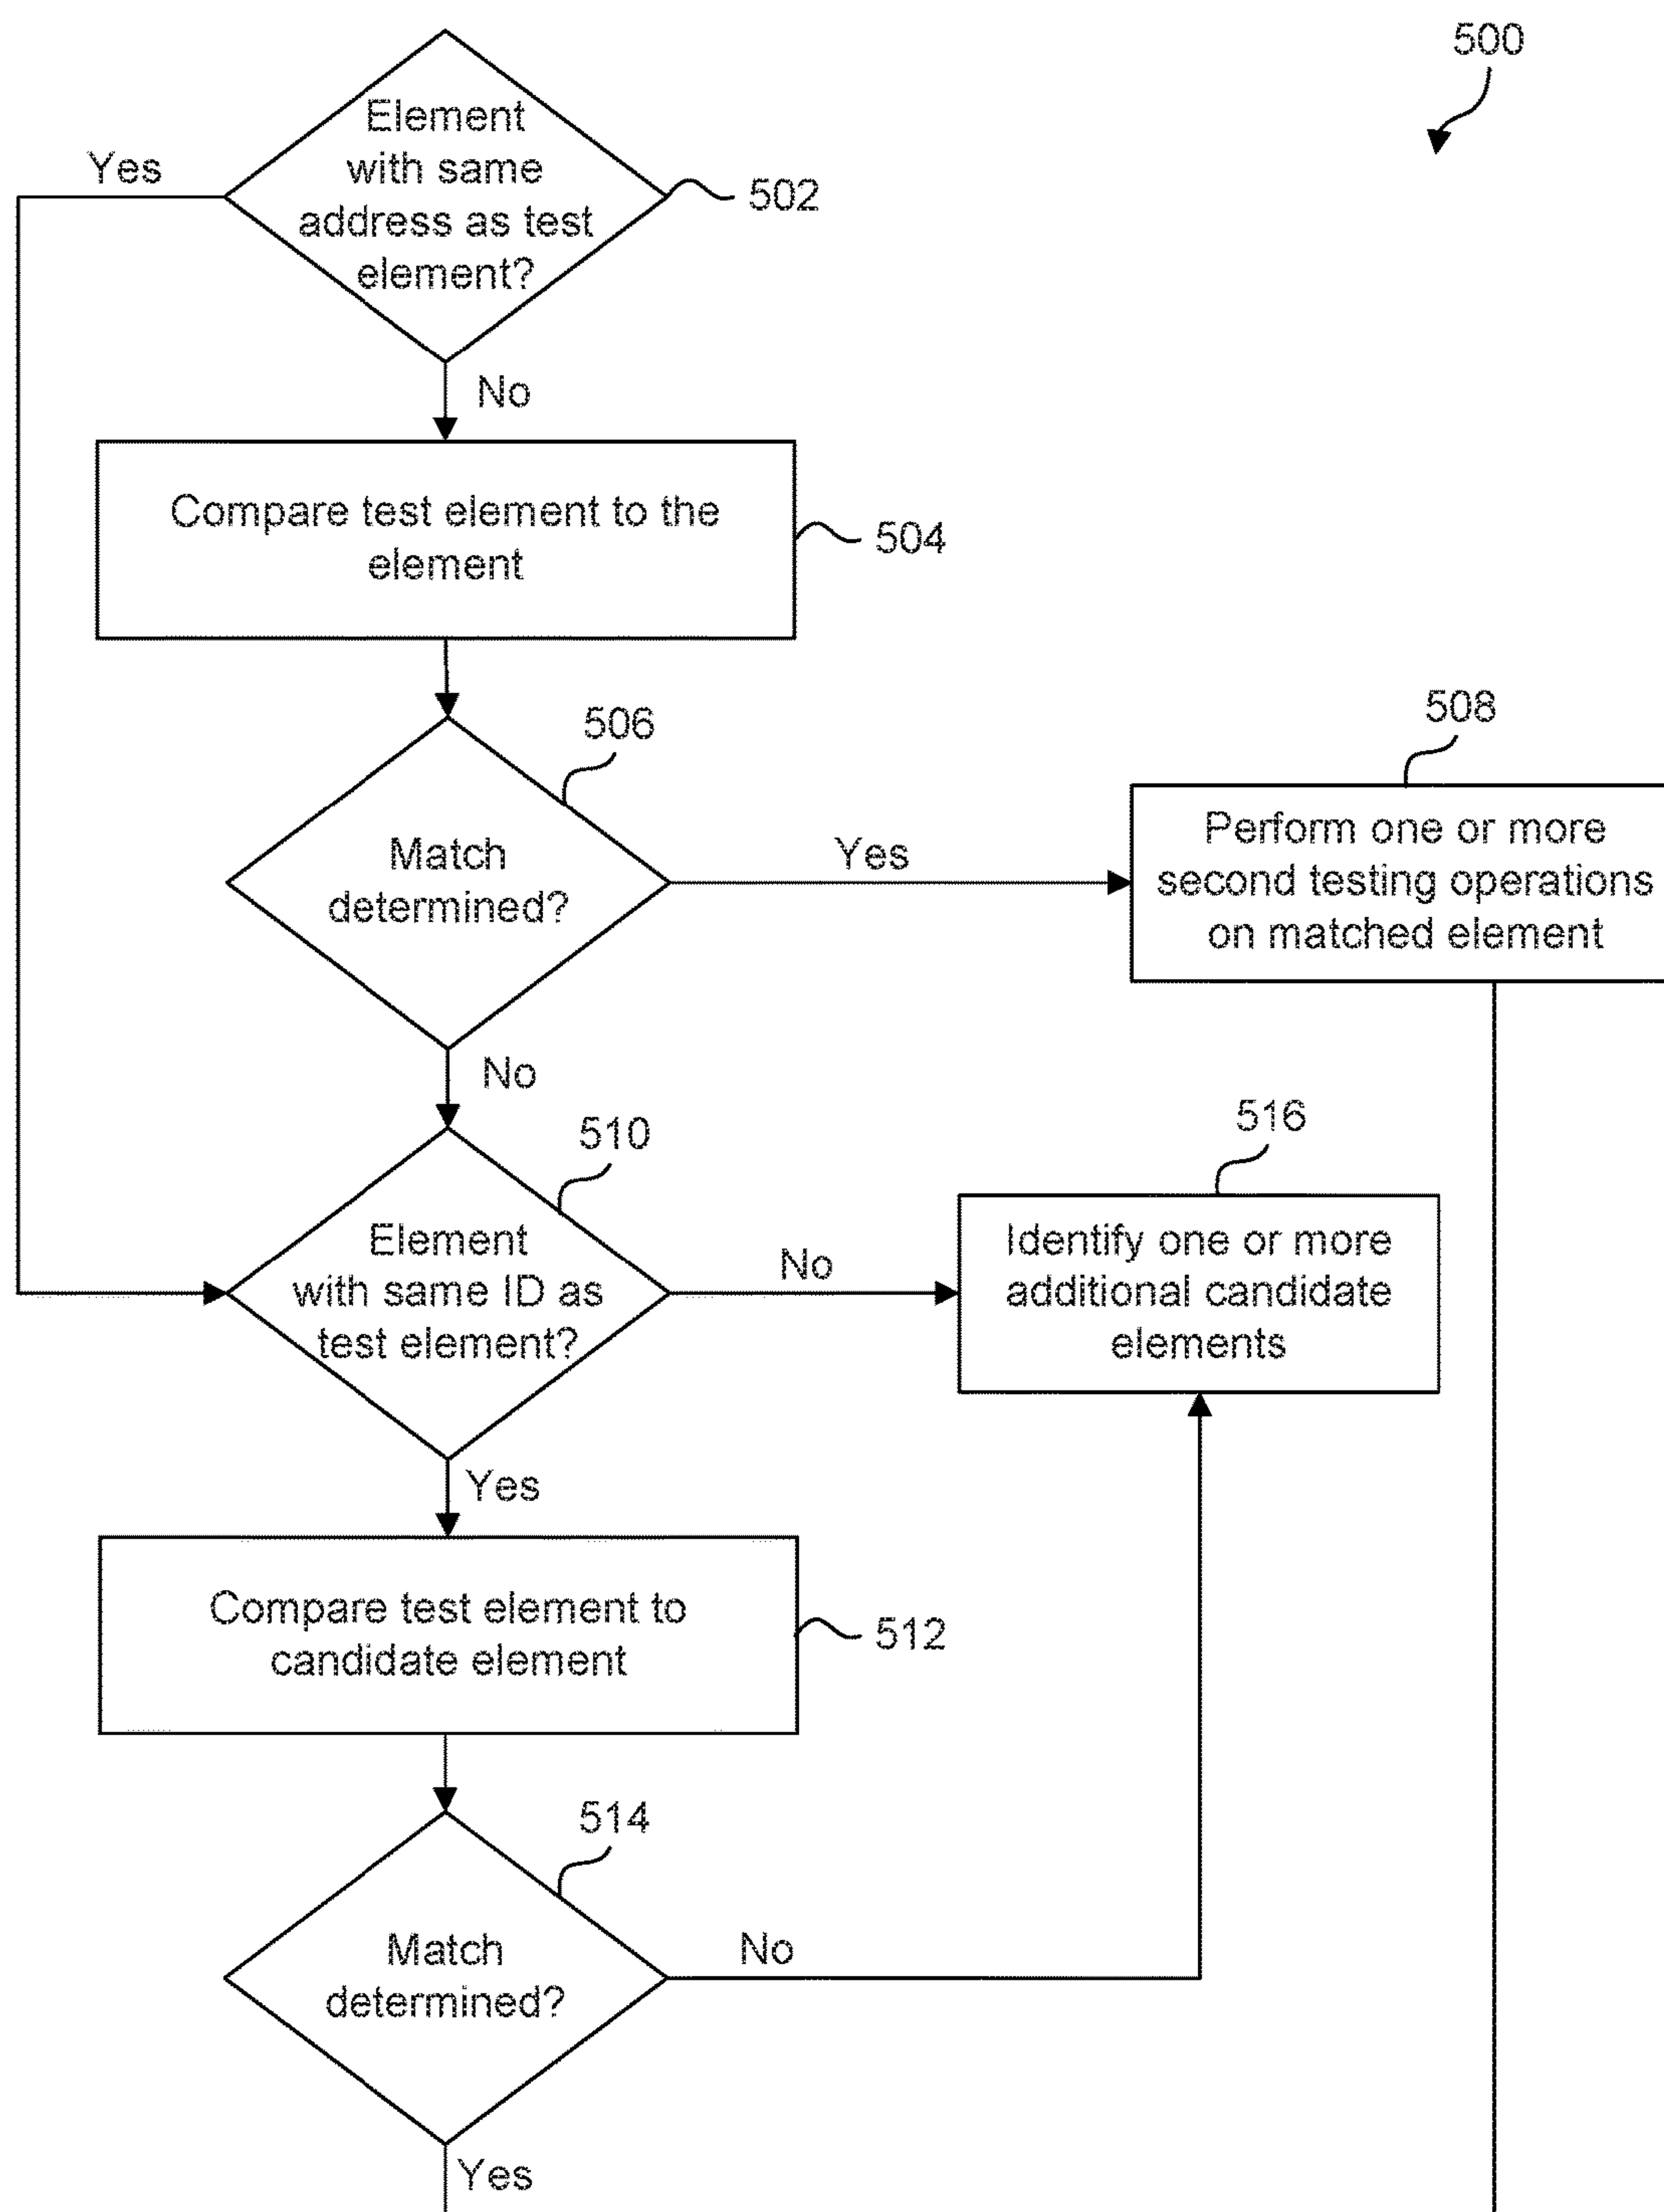 500
Element
with same
address as test
element?
Yes
502
No
Compare test element to the
element
504
506
Match
determined?
Yes
508
Perform one or more
second testing operations
on matched element
No
510
Element
with same ID as
test element?
No
516
Identify one or more
additional candidate
elements
Yes
Compare test element to
candidate element
512
514
Match
determined?
No
Yes